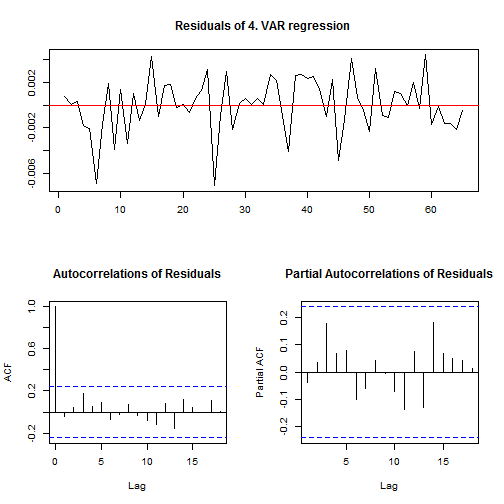 Residuals of 4. VAR regression
0.002
-0.002
-0.006
0 10 20 30 40 50 60
Autocorrelations of Residuals
ACF
1.0
0.6
0.2
-0.2
0 5 10 15
Lag
Partial Autocorrelations of Residuals
Partial ACF
0.2
0.1
0.0
-0.1
-0.2
5 10 15
Lag